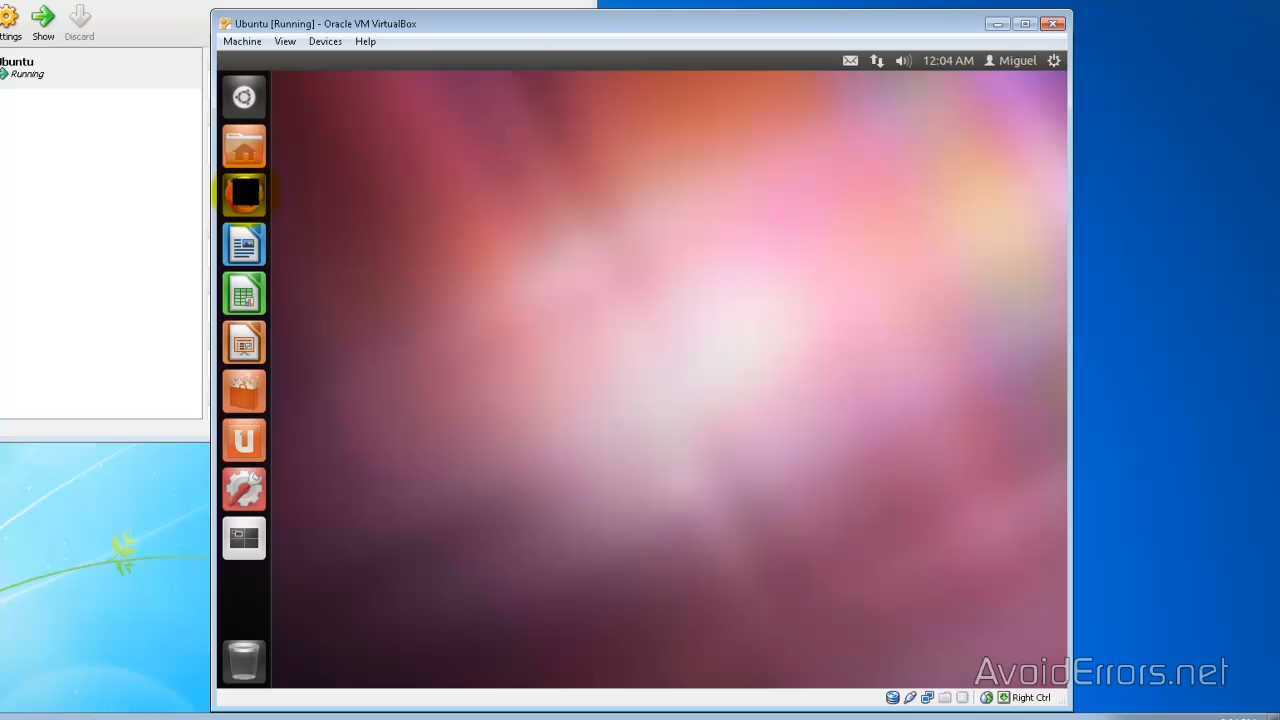 Ubuntu [Running] - Oracle VM VirtualBox
Machine View Devices Help
ttings Show Discard
buntu
Running
12:04 AM Miguel
U
AvoidErrors.net
Right Ctrl